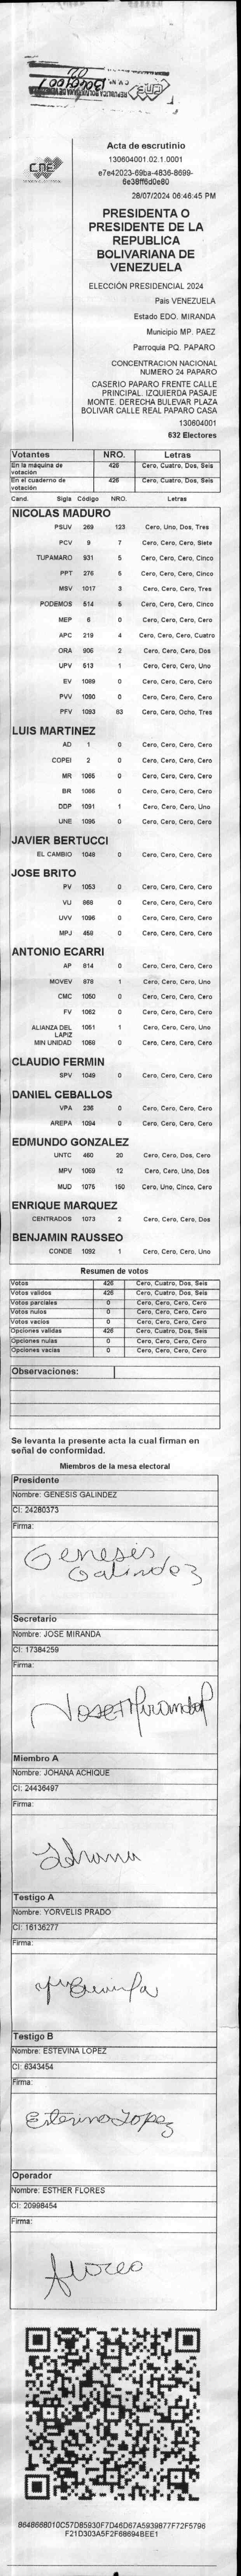 CNE
Acta de escrutinio
130604001.02.1.0001
e7e42023-69ba-4836-8699-
6e38ff6d0e80
28/07/2024 06:46:45 PM
PRESIDENTA O
PRESIDENTE DE LA
REPUBLICA
BOLIVARIANA DE
VENEZUELA
ELECCIÓN PRESIDENCIAL 2024
País VENEZUELA
Estado EDO. MIRANDA
Municipio MP. PAEZ
Parroquia PQ. PAPARO
CONCENTRACION NACIONAL
NUMERO 24 PAPARO
CASERIO PAPARO FRENTE CALLE
PRINCIPAL. IZQUIERDA PASAJE
MONTE. DERECHA BULEVAR PLAZA
BOLIVAR CALLE REAL PAPARO CASA
130604001
632 Electores
Votantes NRO. Letras
En la máquina de votación 426 Cero, Cuatro, Dos, Seis
En el cuaderno de votación 426 Cero, Cuatro, Dos, Seis
Cand. Sigla Código NRO. Letras
NICOLAS MADURO
PSUV 269 123 Cero, Uno, Dos, Tres
PCV 9 7 Cero, Cero, Cero, Siete
TUPAMARO 931 5 Cero, Cero, Cero, Cinco
PPT 276 5 Cero, Cero, Cero, Cinco
MSV 1017 3 Cero, Cero, Cero, Tres
PODEMOS 514 5 Cero, Cero, Cero, Cinco
MEP 6 0 Cero, Cero, Cero, Cero
APC 219 4 Cero, Cero, Cero, Cuatro
ORA 906 2 Cero, Cero, Cero, Dos
UPV 513 1 Cero, Cero, Cero, Uno
EV 1089 0 Cero, Cero, Cero, Cero
PVV 1090 0 Cero, Cero, Cero, Cero
PFV 1093 83 Cero, Cero, Ocho, Tres
LUIS MARTINEZ
AD 1 0 Cero, Cero, Cero, Cero
COPEI 2 0 Cero, Cero, Cero, Cero
MR 1065 0 Cero, Cero, Cero, Cero
BR 1066 0 Cero, Cero, Cero, Cero
DDP 1091 1 Cero, Cero, Cero, Uno
UNE 1095 0 Cero, Cero, Cero, Cero
JAVIER BERTUCCI
EL CAMBIO 1048 0 Cero, Cero, Cero, Cero
JOSE BRITO
PV 1053 0 Cero, Cero, Cero, Cero
VU 868 0 Cero, Cero, Cero, Cero
UVV 1096 0 Cero, Cero, Cero, Cero
MPJ 458 0 Cero, Cero, Cero, Cero
ANTONIO ECARRI
AP 814 0 Cero, Cero, Cero, Cero
MOVEV 878 1 Cero, Cero, Cero, Uno
CMC 1050 0 Cero, Cero, Cero, Cero
FV 1062 0 Cero, Cero, Cero, Cero
ALIANZA DEL LAPIZ 1051 1 Cero, Cero, Cero, Uno
MIN UNIDAD 1068 0 Cero, Cero, Cero, Cero
CLAUDIO FERMIN
SPV 1049 0 Cero, Cero, Cero, Cero
DANIEL CEBALLOS
VPA 236 0 Cero, Cero, Cero, Cero
AREPA 1094 0 Cero, Cero, Cero, Cero
EDMUNDO GONZALEZ
UNTC 460 20 Cero, Cero, Dos, Cero
MPV 1069 12 Cero, Cero, Uno, Dos
MUD 1075 150 Cero, Uno, Cinco, Cero
ENRIQUE MARQUEZ
CENTRADOS 1073 2 Cero, Cero, Cero, Dos
BENJAMIN RAUSSEO
CONDE 1092 1 Cero, Cero, Cero, Uno
Resumen de votos
Votos 426 Cero, Cuatro, Dos, Seis
Votos validos 426 Cero, Cuatro, Dos, Seis
Votos parciales 0 Cero, Cero, Cero, Cero
Votos nulos 0 Cero, Cero, Cero, Cero
Votos vacios 0 Cero, Cero, Cero, Cero
Opciones validas 426 Cero, Cuatro, Dos, Seis
Opciones nulas 0 Cero, Cero, Cero, Cero
Opciones vacias 0 Cero, Cero, Cero, Cero
Observaciones:
Se levanta la presente acta la cual firman en
señal de conformidad.
Miembros de la mesa electoral
Presidente
Nombre: GENESIS GALINDEZ
CI: 24280373
Firma:
Genesis
Galindez
Secretario
Nombre: JOSE MIRANDA
CI: 17384259
Firma:
Jose Miranda
Miembro A
Nombre: JOHANA ACHIQUE
CI: 24436497
Firma:
Testigo A
Nombre: YORVELIS PRADO
CI: 16136277
Firma:
Testigo B
Nombre: ESTEVINA LOPEZ
CI: 6343454
Firma:
Estevina Lopez
Operador
Nombre: ESTHER FLORES
CI: 20998454
Firma:
flores
8648668010C57D85930F7D46D67A5939877F72F5796
F21D303A5F2F68694BEE1